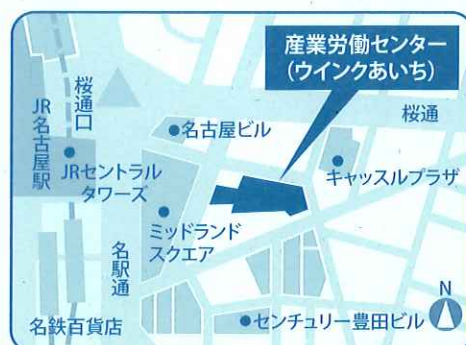 産業労働センター
(ウインクあいち)
桜通
桜通口
JR名古屋駅
名古屋ビル
JRセントラル
タワーズ
キャッスルプラザ
ミッドランド
スクエア
名駅通
N
名鉄百貨店
センチュリー豊田ビル